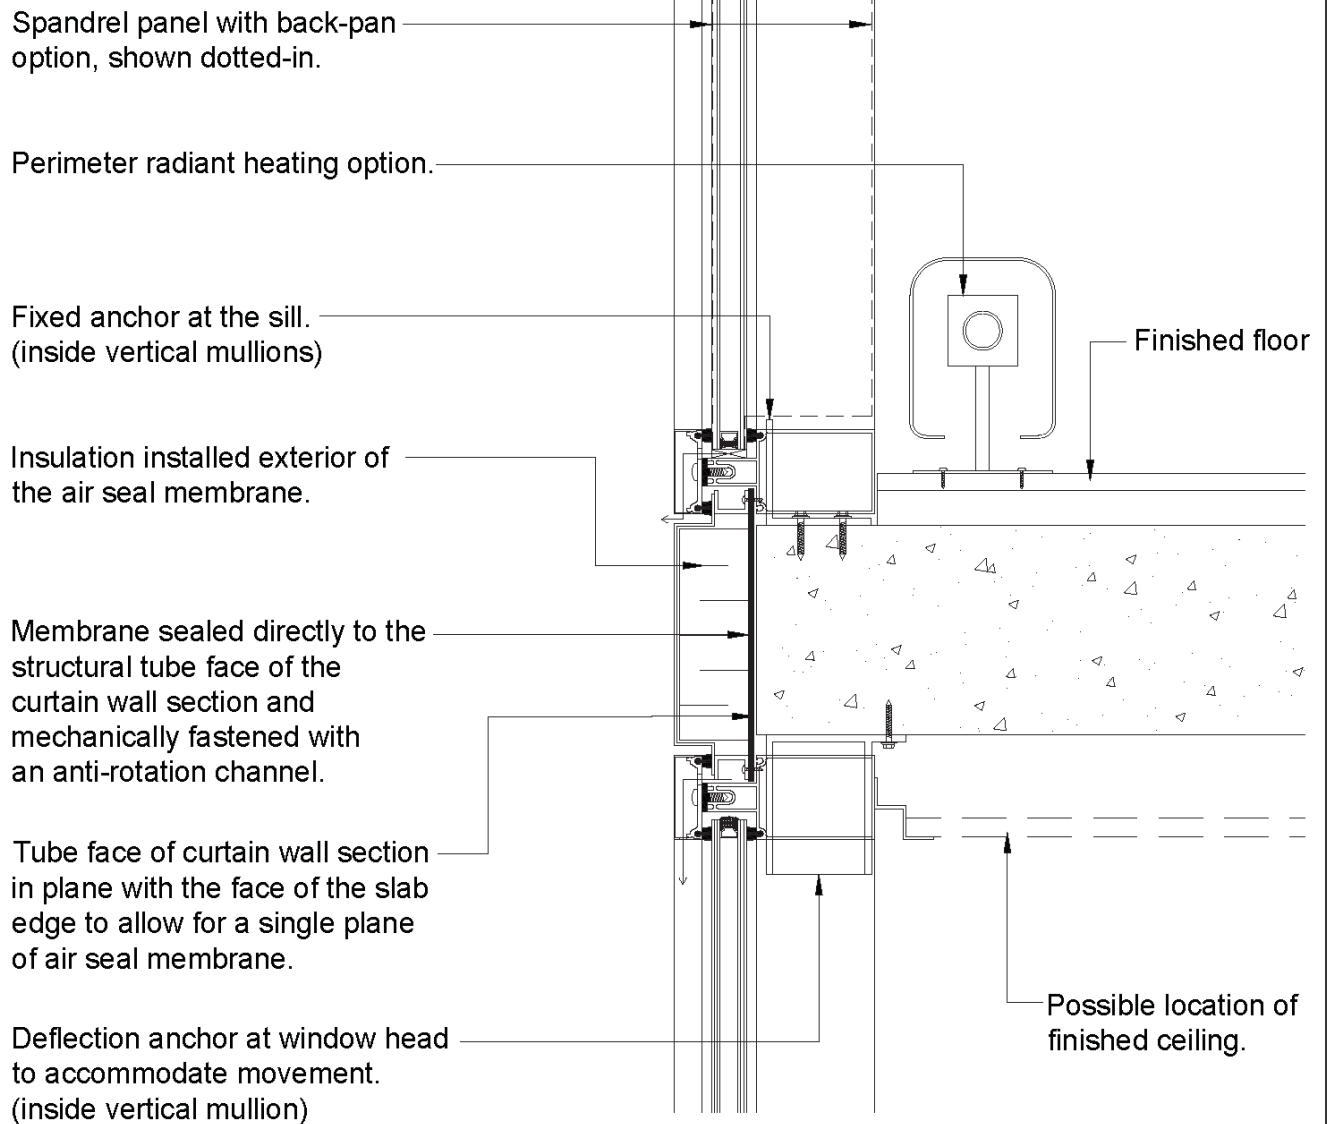 Spandrel panel with back-pan
option, shown dotted-in.
Perimeter radiant heating option.
Fixed anchor at the sill.
(inside vertical mullions)
Finished floor
Insulation installed exterior of
the air seal membrane.
Membrane sealed directly to the
structural tube face of the
curtain wall section and
mechanically fastened with
an anti-rotation channel.
Tube face of curtain wall section
in plane with the face of the slab
edge to allow for a single plane
of air seal membrane.
Possible location of
finished ceiling.
Deflection anchor at window head
to accommodate movement.
(inside vertical mullion)